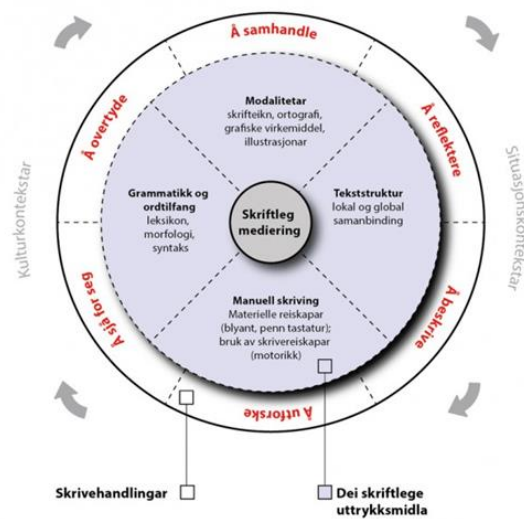 Å samhandle
Å overtyde
Å reflektere
Modalitetar
skrifteikn, ortografi,
grafiske virkemiddel,
illustrasjonar
Kulturkontekstar
Situasjonskontekstar
Grammatikk og
ordtilfang
leksikon,
morfologi,
syntaks
Skriftleg
mediering
Tekststruktur
lokal og global
samanbinding
Manuell skriving
Materielle reiskapar
(blyant, penn tastatur);
bruk av skrivereiskapar
(motorikk)
Å sjå for seg
Å beskrive
Å utforske
Skrivehandlingar
Dei skriftlege
uttrykksmidla